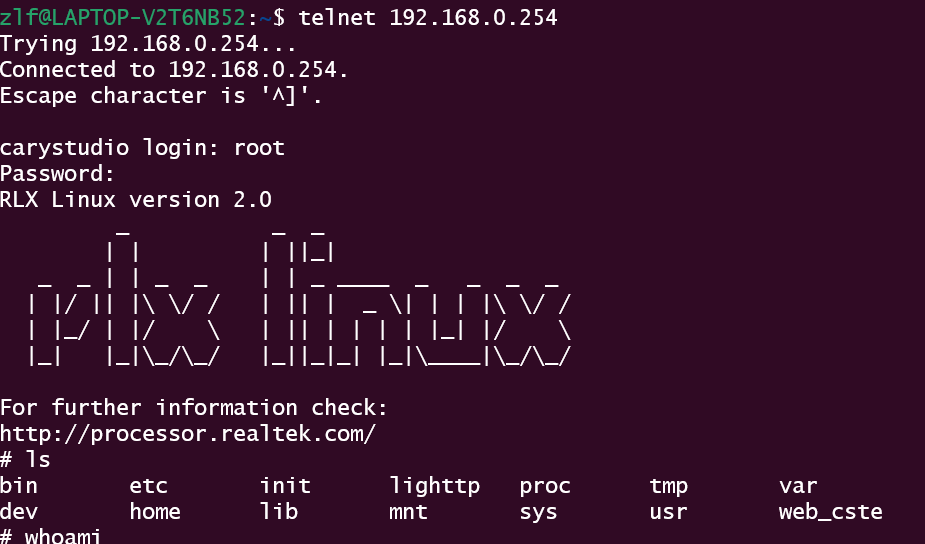 zlf@LAPTOP-V2T6NB52:~$ telnet 192.168.0.254
Trying 192.168.0.254...
Connected to 192.168.0.254.
Escape character is '^]'.
carystudio login: root
Password:
RLX Linux version 2.0
rlx linux
For further information check:
http://processor.realtek.com/
# ls
bin etc init lighttp proc tmp var
dev home lib mnt sys usr web_cste
# whoami